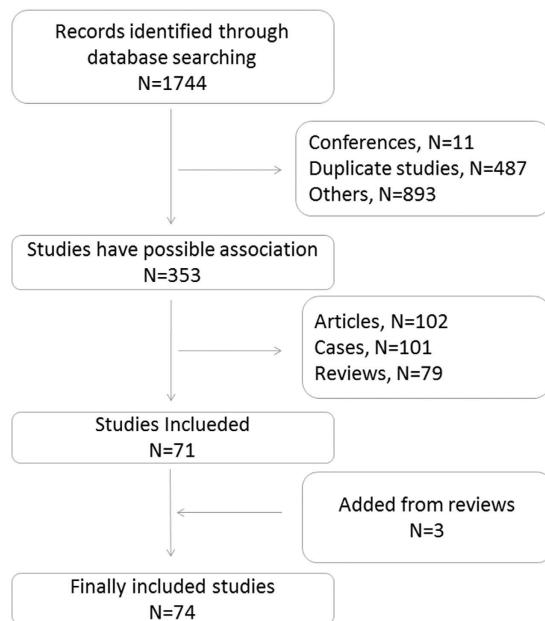 Records identified through
database searching
N=1744
Conferences, N=11
Duplicate studies, N=487
Others, N=893
Studies have possible association
N=353
Articles, N=102
Cases, N=101
Reviews, N=79
Studies Inclueded
N=71
Added from reviews
N=3
Finally included studies
N=74